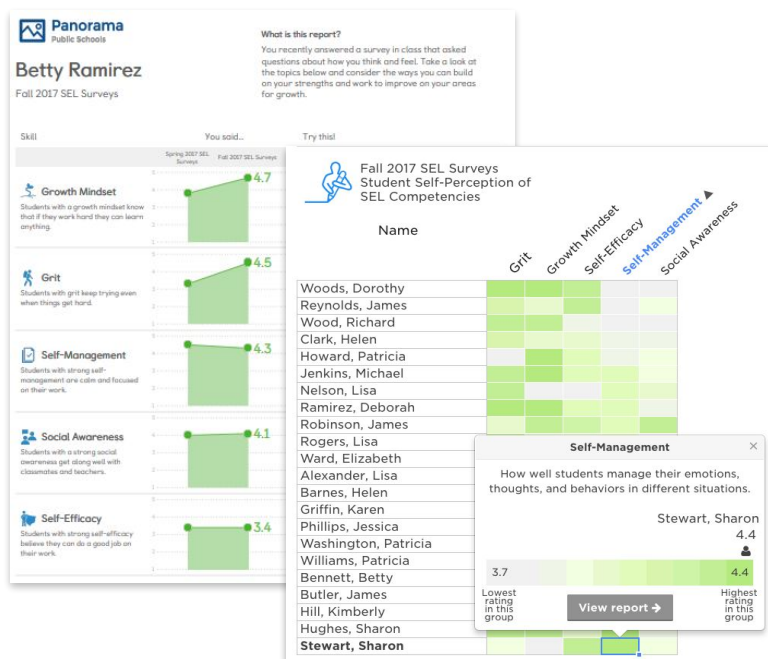 Panorama
Public Schools
Betty Ramirez
Fall 2017 SEL Surveys
What is this report?
You recently answered a survey in class that asked
questions about how you think and feel. Take a look at
the topics below and consider the ways you can build
on your strengths and work to improve on your areas
for growth.
Skill
You said...
Try this!
Spring 2017 SEL
Surveys
Fall 2017 SEL Surveys
Growth Mindset
Students with a growth mindset know
that if they work hard they can learn
anything.
4.7
Grit
Students with grit keep trying even
when things get hard.
4.5
Self-Management
Students with strong self-
management are calm and focused
on their work.
4.3
Social Awareness
Students with a strong social
awareness get along well with
classmates and teachers.
4.1
Self-Efficacy
Students with strong self-efficacy
believe they can do a good job on
their work.
3.4
Fall 2017 SEL Surveys
Student Self-Perception of
SEL Competencies
Name
Grit
Growth Mindset
Self-Efficacy
Self-Management
Social Awareness
Woods, Dorothy
Reynolds, James
Wood, Richard
Clark, Helen
Howard, Patricia
Jenkins, Michael
Nelson, Lisa
Ramirez, Deborah
Robinson, James
Rogers, Lisa
Ward, Elizabeth
Alexander, Lisa
Barnes, Helen
Griffin, Karen
Phillips, Jessica
Washington, Patricia
Williams, Patricia
Bennett, Betty
Butler, James
Hill, Kimberly
Hughes, Sharon
Stewart, Sharon
Self-Management
How well students manage their emotions,
thoughts, and behaviors in different situations.
Stewart, Sharon
4.4
3.7
4.4
Lowest
rating
in this
group
View report →
Highest
rating
in this
group